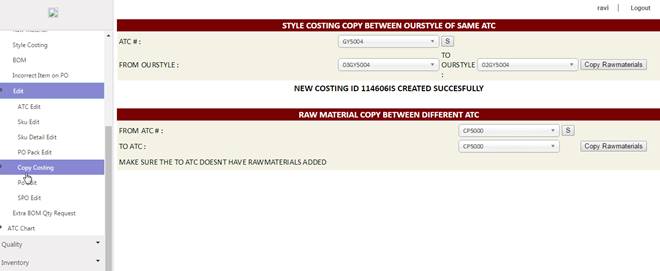 ravi | Logout
Style Costing
BOM
Incorrect Item on PO
Edit
ATC Edit
Sku Edit
Sku Detail Edit
PO Pack Edit
Copy Costing
Po Edit
SPO Edit
Extra BOM Qty Request
ATC Chart
Quality
Inventory
STYLE COSTING COPY BETWEEN OURSTYLE OF SAME ATC
ATC # : GY5004 S
FROM OURSTYLE : 03GY5004 TO OURSTYLE : 02GY5004 Copy Rawmaterials
NEW COSTING ID 114606IS CREATED SUCCESFULLY
RAW MATERIAL COPY BETWEEN DIFFERENT ATC
FROM ATC # : CP5000 S
TO ATC : CP5000 Copy Rawmaterials
MAKE SURE THE TO ATC DOESNT HAVE RAWMATERIALS ADDED